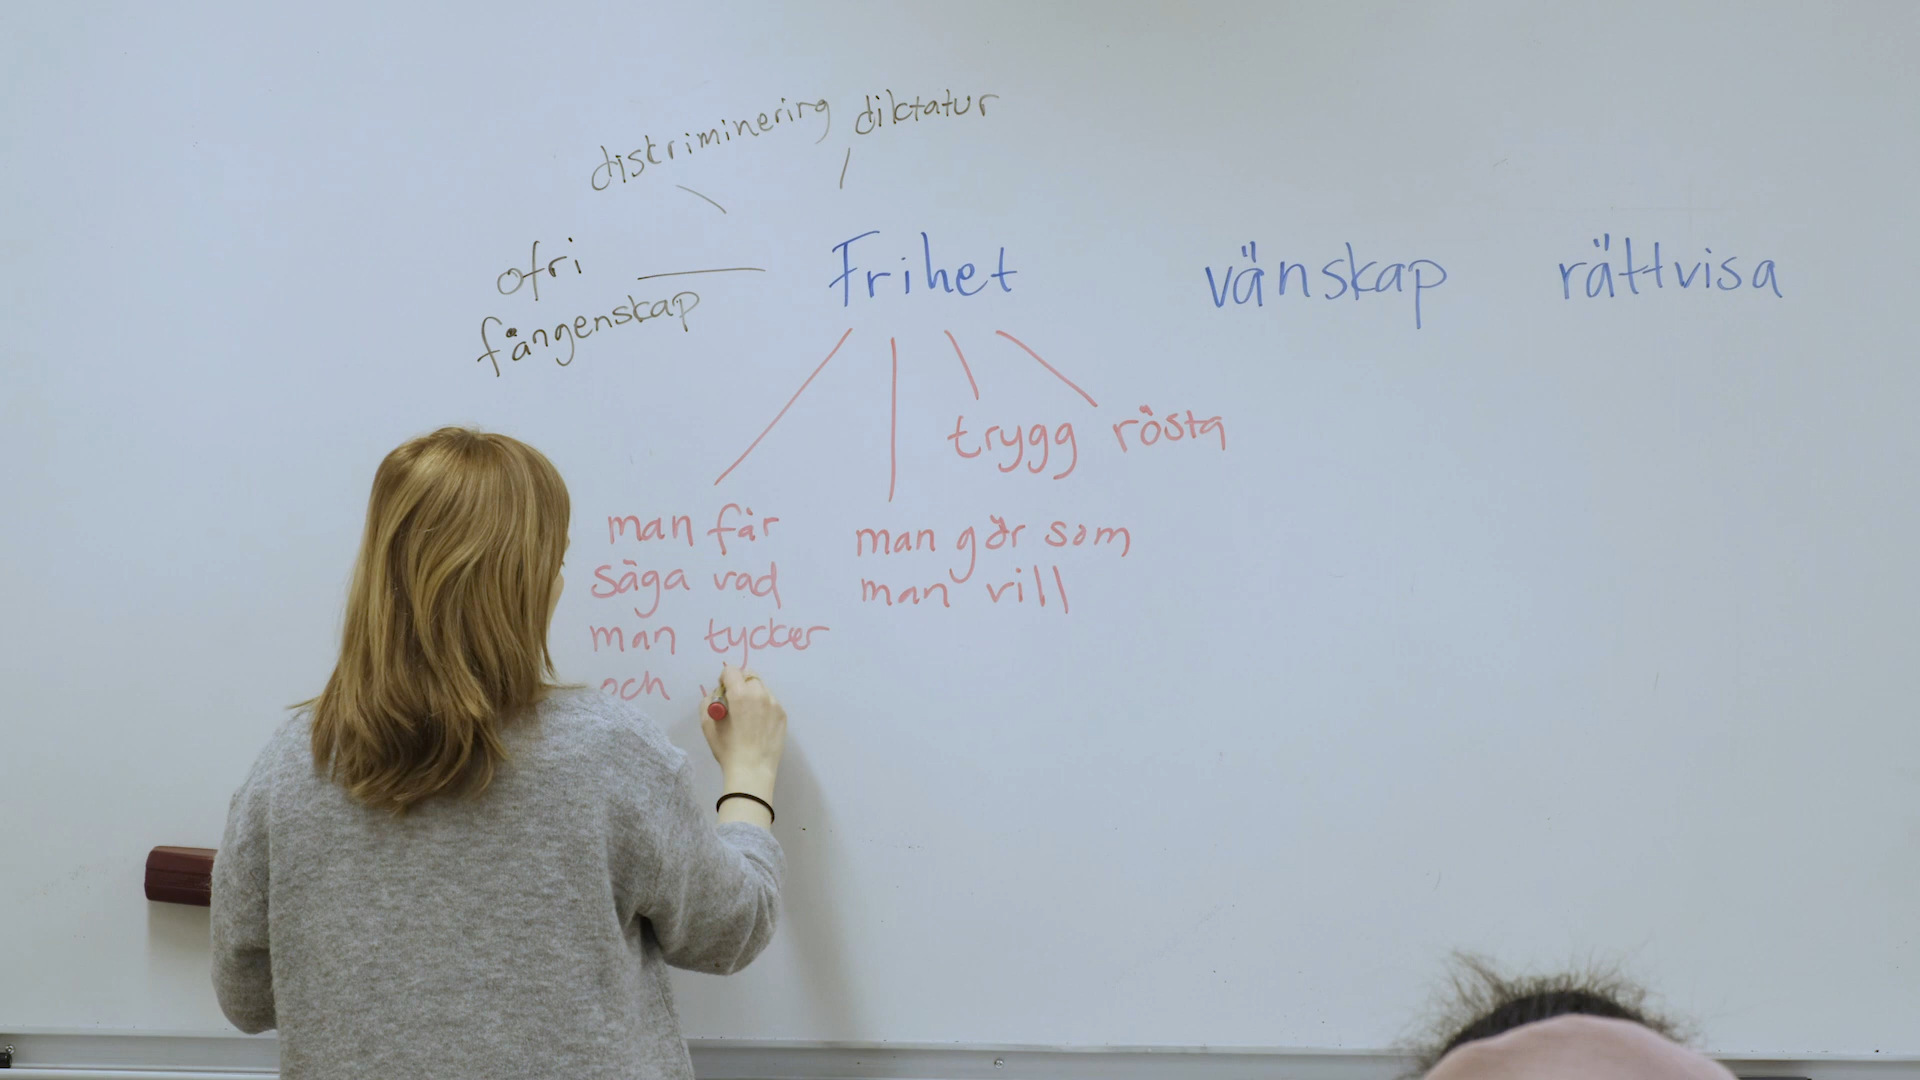 diskriminering diktatur
ofri
fångenskap
Frihet vänskap rättvisa
trygg rösta
man får
säga vad
man tycker
och
man gör som
man vill